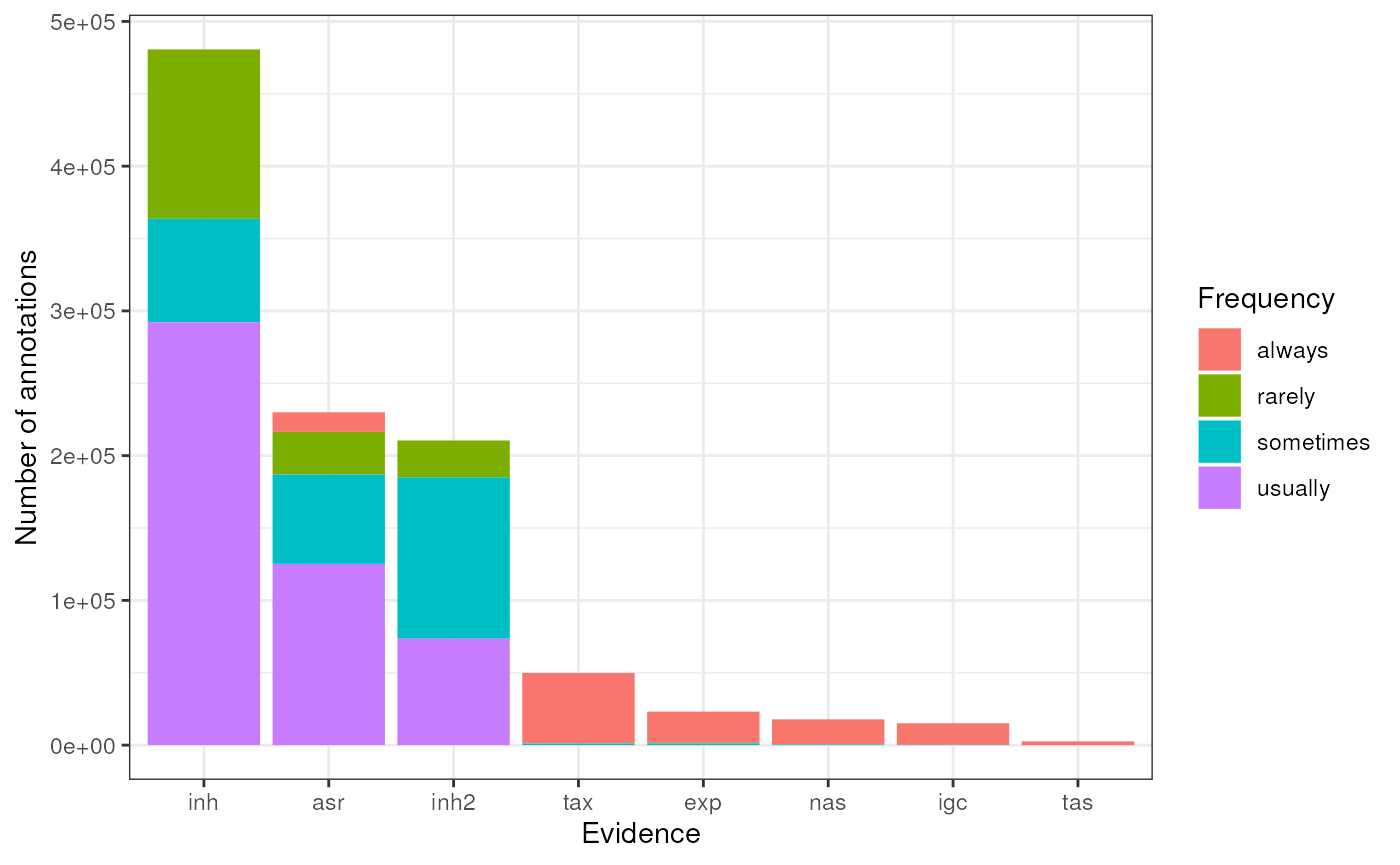 5e+05
4e+05
3e+05
2e+05
1e+05
0e+00
Number of annotations
inh asr inh2 tax exp nas igc tas
Evidence
Frequency
always
rarely
sometimes
usually